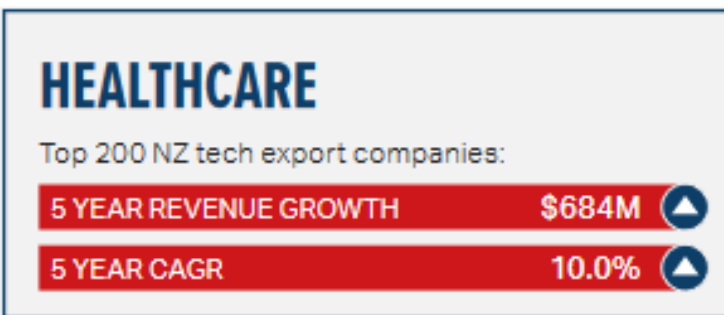 HEALTHCARE
Top 200 NZ tech export companies:
5 YEAR REVENUE GROWTH $684M
5 YEAR CAGR 10.0%